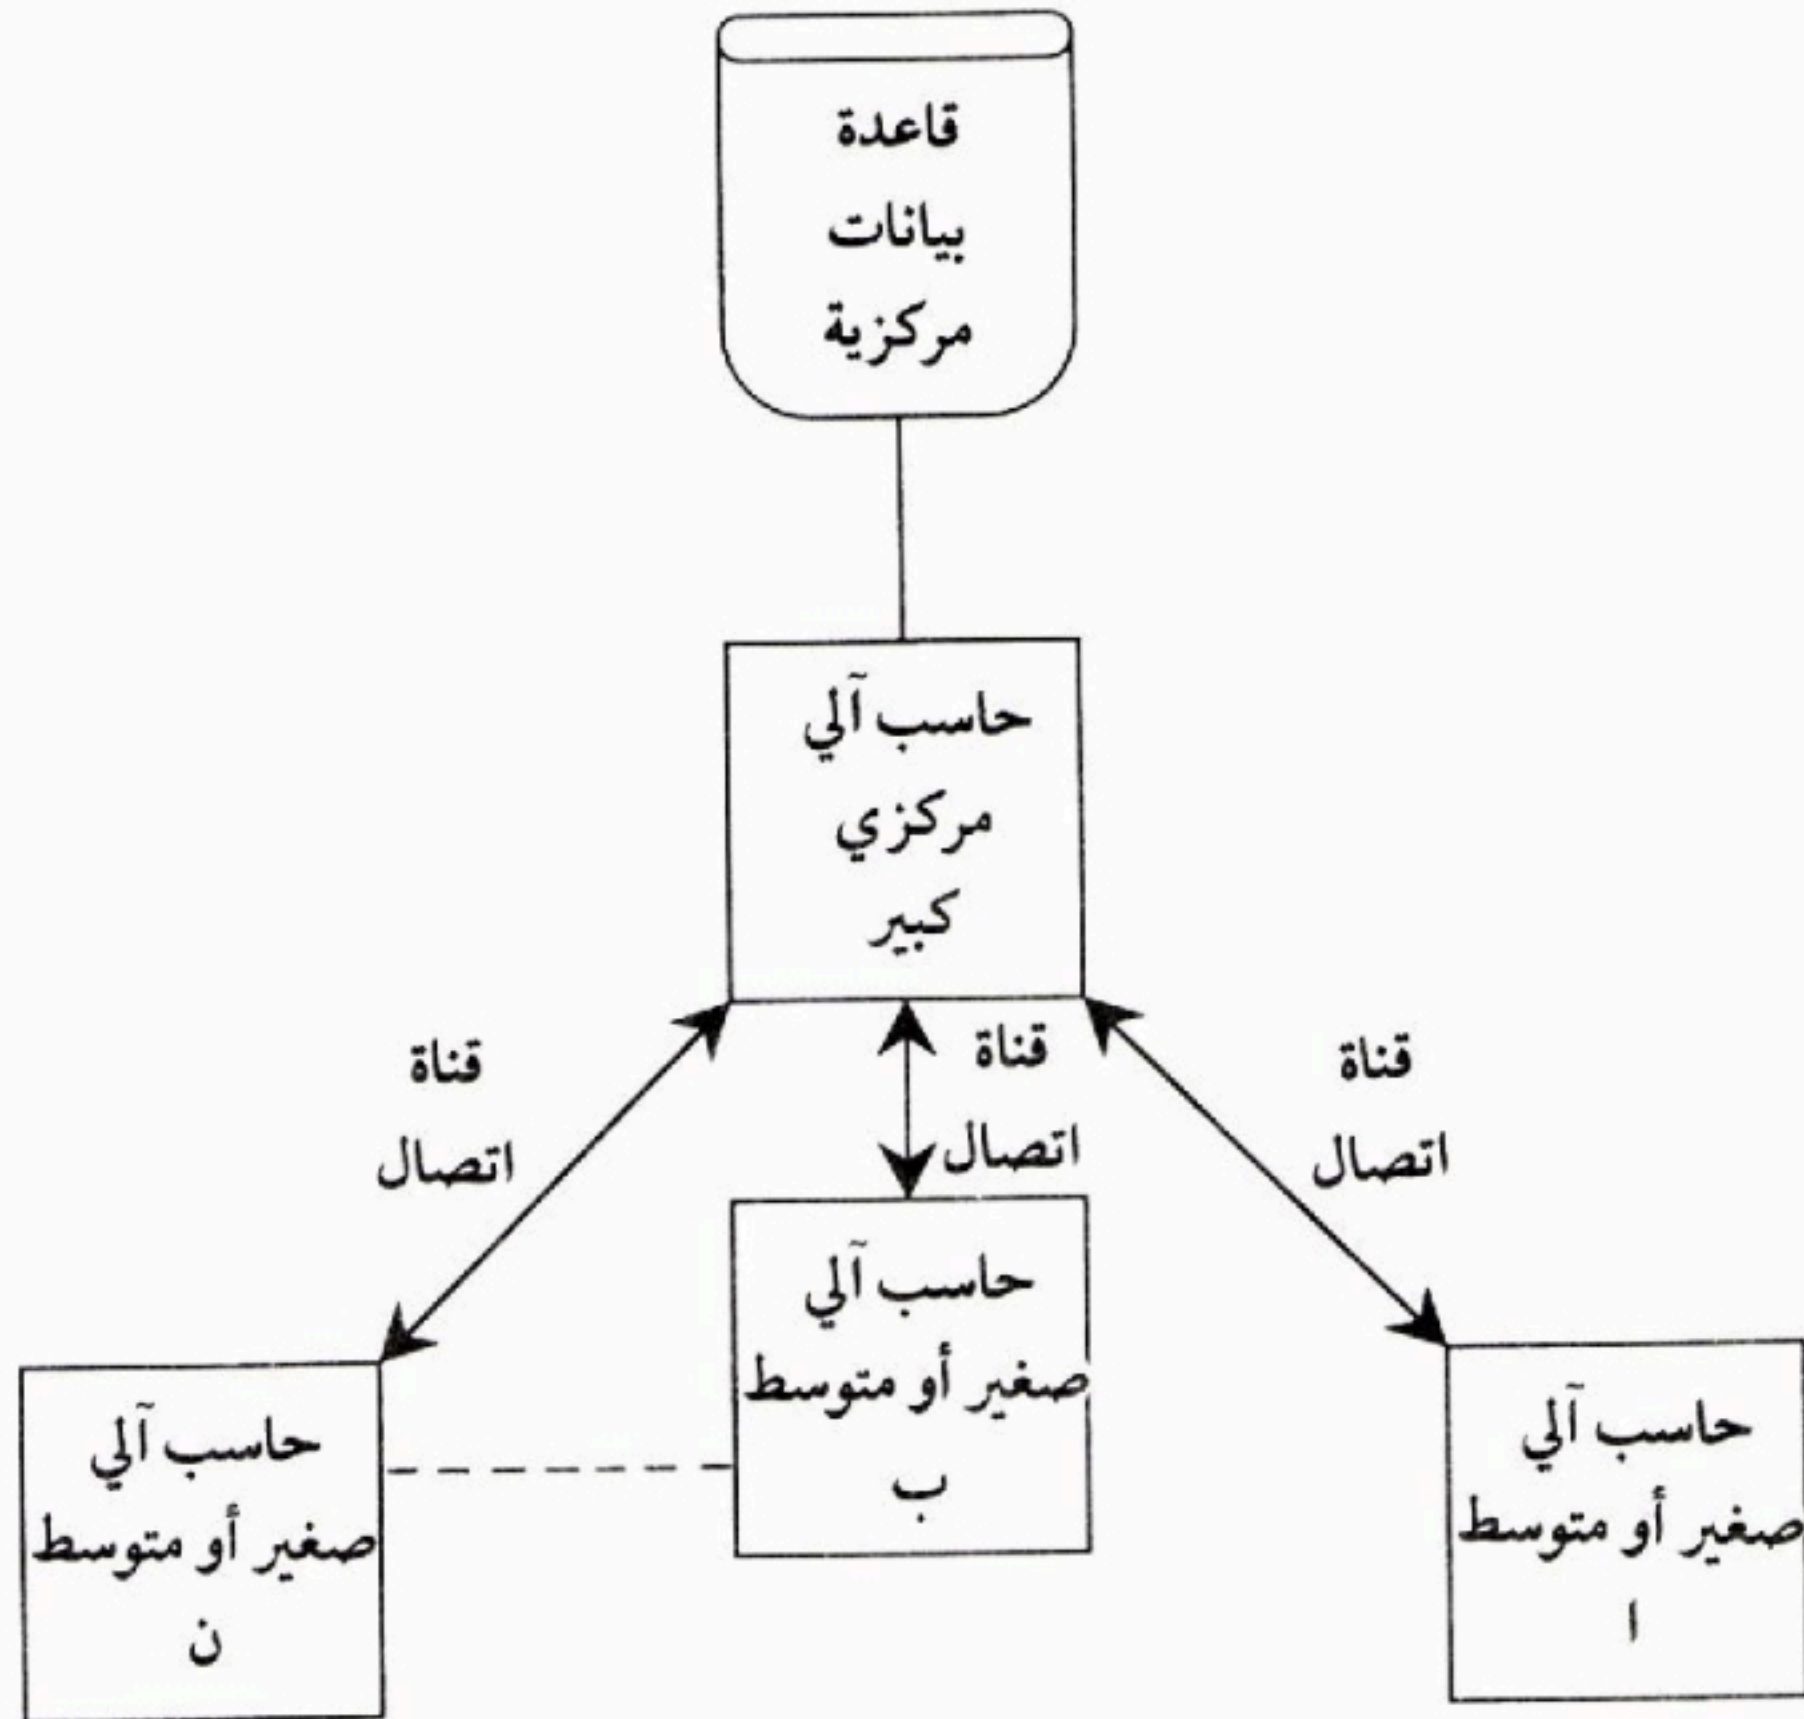 قاعدة
بيانات
مركزية
حاسب آلي
مركزي
كبير
قناة
اتصال
قناة
اتصال
قناة
اتصال
حاسب آلي
صغير أو متوسط
ا
حاسب آلي
صغير أو متوسط
ب
حاسب آلي
صغير أو متوسط
ن